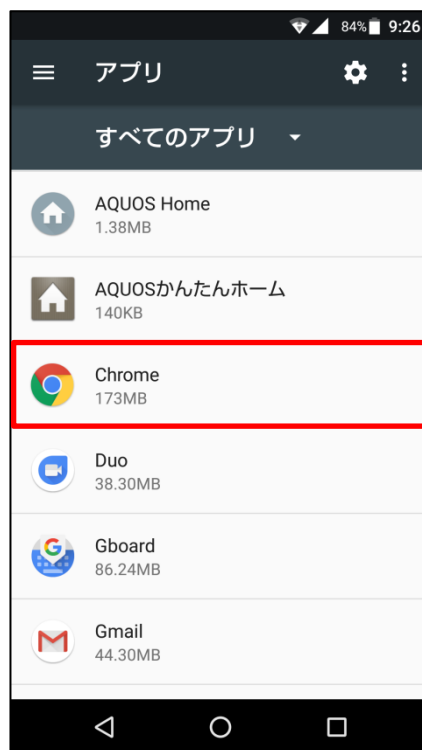 84% 9:26
アプリ
すべてのアプリ
AQUOS Home
1.38MB
AQUOSかんたんホーム
140KB
Chrome
173MB
Duo
38.30MB
Gboard
86.24MB
Gmail
44.30MB